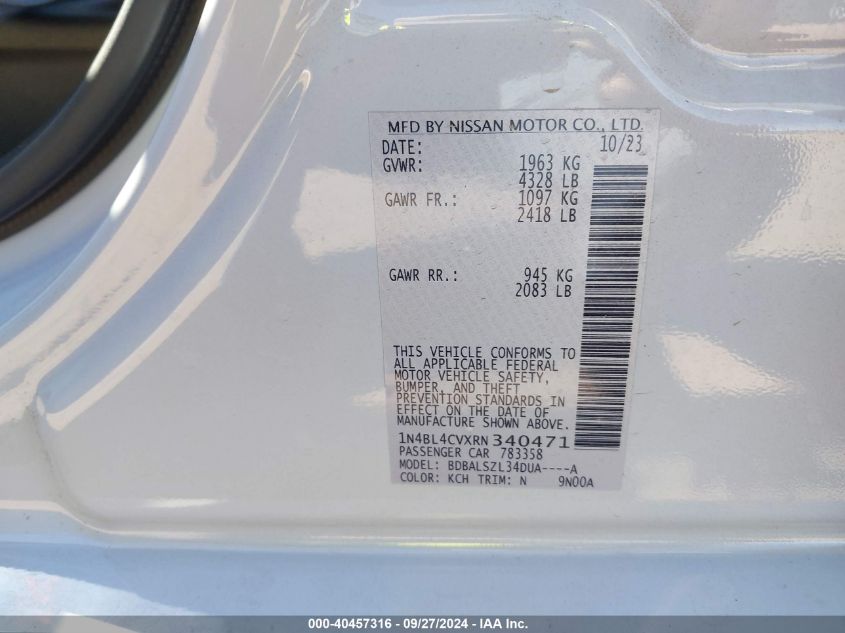 MFD BY NISSAN MOTOR CO., LTD.
DATE: 10/23
GVWR: 1963 KG
4328 LB
GAWR FR.: 1097 KG
2418 LB
GAWR RR.: 945 KG
2083 LB
THIS VEHICLE CONFORMS TO
ALL APPLICABLE FEDERAL
MOTOR VEHICLE SAFETY,
BUMPER, AND THEFT
PREVENTION STANDARDS IN
EFFECT ON THE DATE OF
MANUFACTURE SHOWN ABOVE.
1N4BL4CVXRN340471
PASSENGER CAR 783358
MODEL: BDBALSZL34DUA----A
COLOR: KCH TRIM: N 9N00A
000-40457316 - 09/27/2024 - IAA Inc.